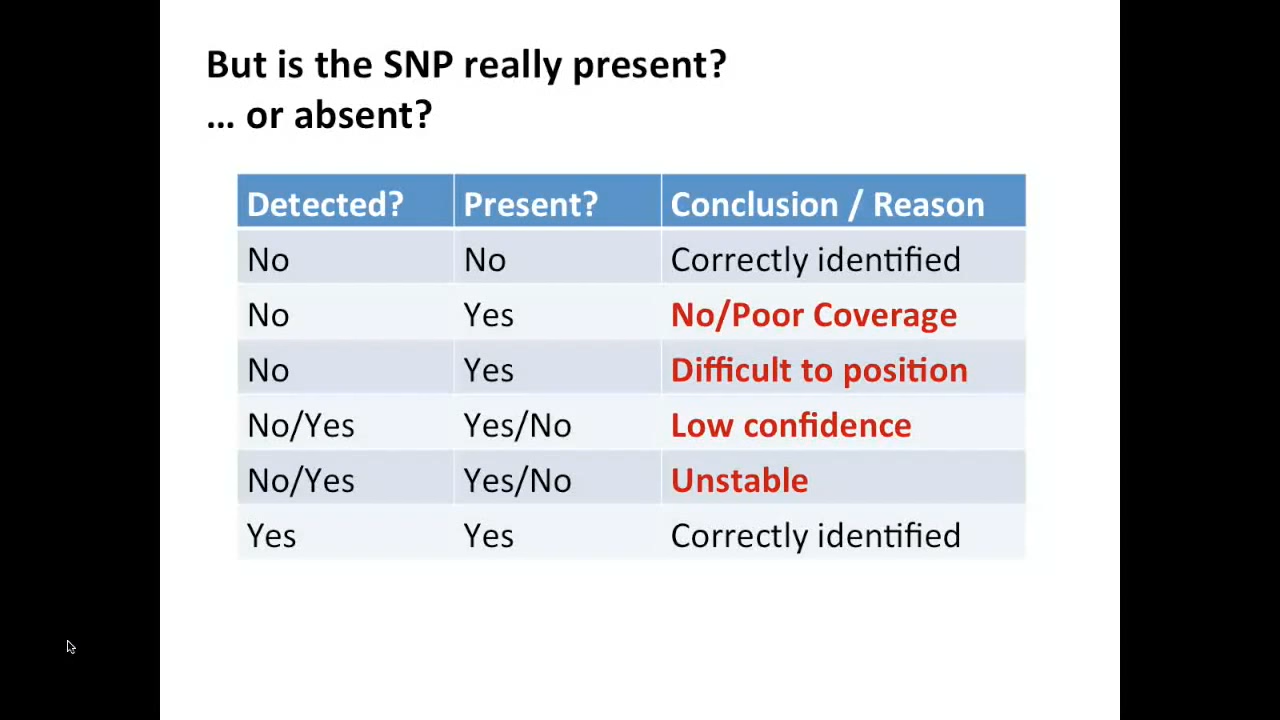 But is the SNP really present?
… or absent?
Detected? Present? Conclusion / Reason
No No Correctly identified
No Yes No/Poor Coverage
No Yes Difficult to position
No/Yes Yes/No Low confidence
No/Yes Yes/No Unstable
Yes Yes Correctly identified